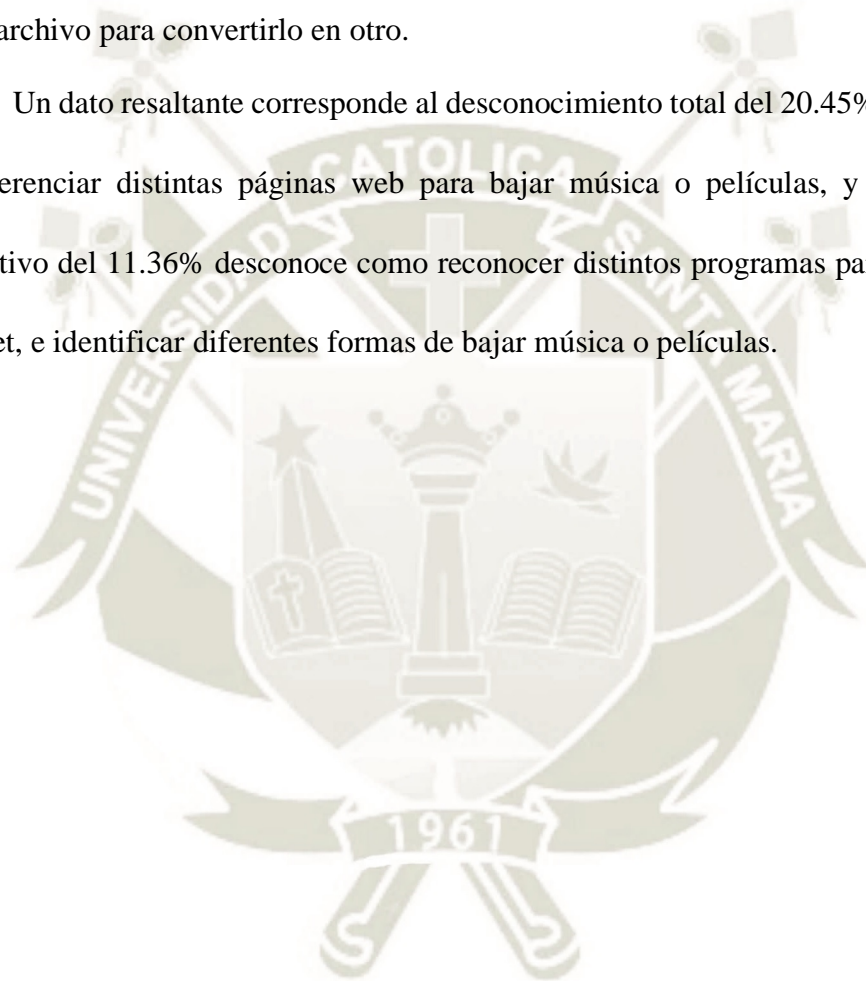 archivo para convertirlo en otro.
Un dato resaltante corresponde al desconocimiento total del 20.45%
erenciar distintas páginas web para bajar música o películas, y
tivo del 11.36% desconoce como reconocer distintos programas pa
et, e identificar diferentes formas de bajar música o películas.
UNIVERSIDAD CATOLICA SANTA MARIA
1961